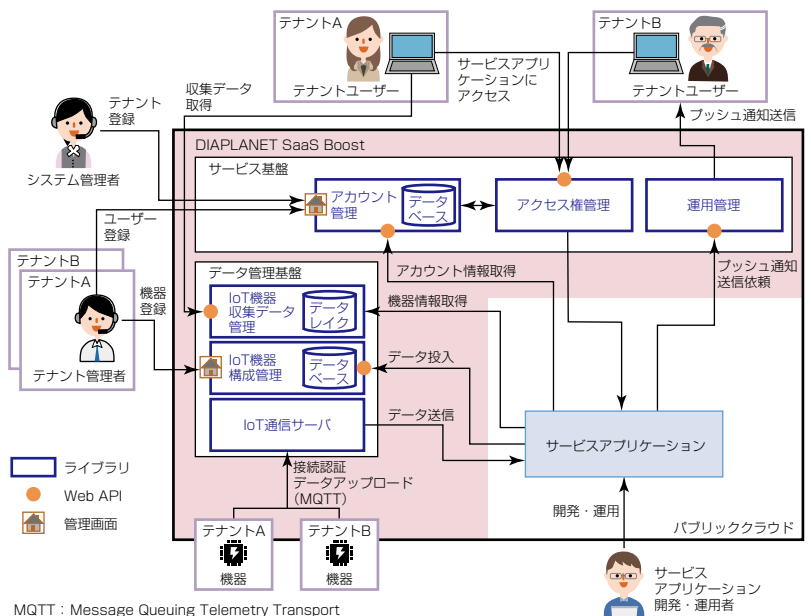 テナントA
テナントユーザー
テナントB
テナントユーザー
収集データ
取得
サービスアプリ
ケーションに
アクセス
プッシュ通知送信
テナント
登録
システム管理者
DIAPLANET SaaS Boost
サービス基盤
アカウント
管理
データ
ベース
アクセス権管理
運用管理
ユーザー
登録
テナントB
テナントA
テナント管理者
機器
登録
アカウント情報取得
プッシュ通知
送信依頼
データ管理基盤
IoT機器
収集データ
管理
データ
レイク
機器情報取得
IoT機器
構成管理
データ
ベース
データ投入
IoT通信サーバ
データ送信
サービスアプリケーション
接続認証
データアップロード
（MQTT）
開発・運用
パブリッククラウド
ライブラリ
Web API
管理画面
テナントA
機器
テナントB
機器
サービス
アプリケーション
開発・運用者
MQTT：Message Queuing Telemetry Transport